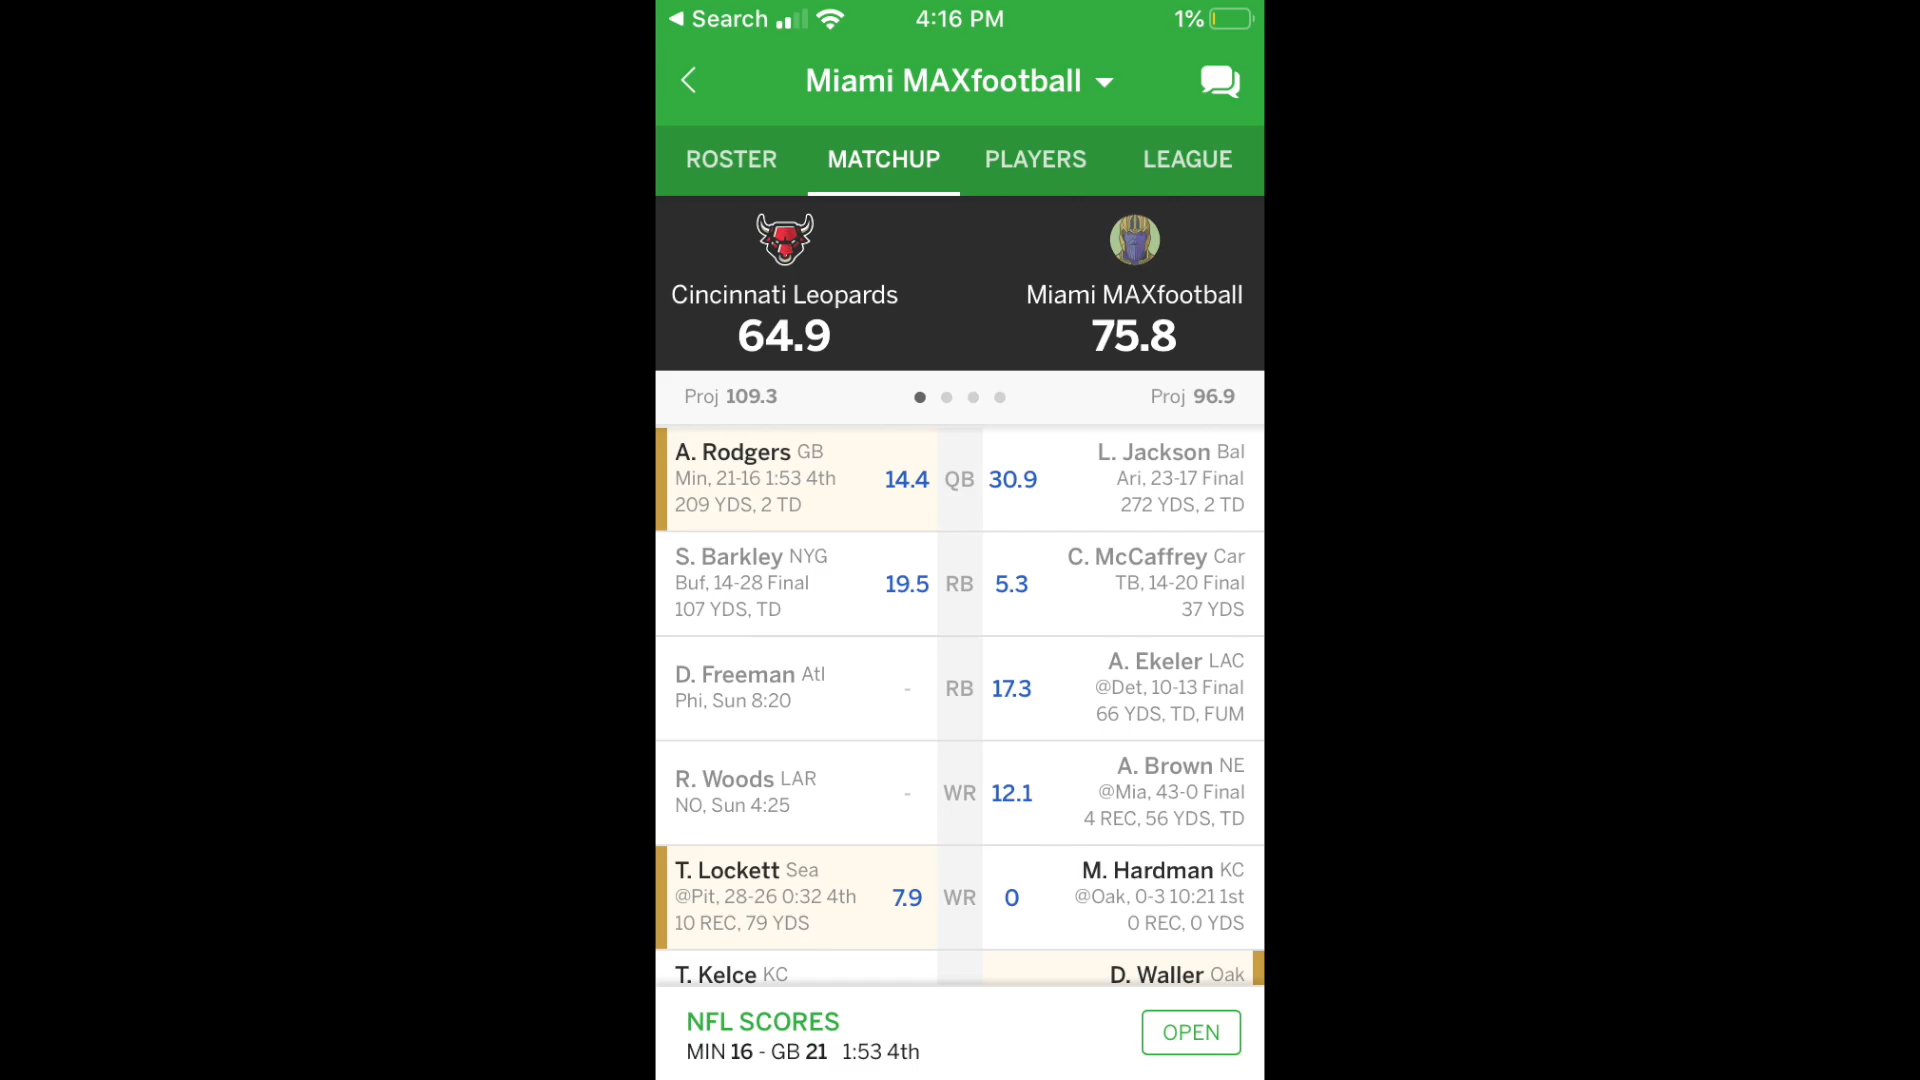 Search 4:16 PM 1%
Miami MAXfootball
ROSTER MATCHUP PLAYERS LEAGUE
Cincinnati Leopards Miami MAXfootball
64.9 75.8
Proj 109.3 Proj 96.9
A. Rodgers GB L. Jackson Bal
Min, 21-16 1:53 4th 14.4 QB 30.9 Ari, 23-17 Final
209 YDS, 2 TD 272 YDS, 2 TD
S. Barkley NYG C. McCaffrey Car
Buf, 14-28 Final 19.5 RB 5.3 TB, 14-20 Final
107 YDS, TD 37 YDS
D. Freeman Atl A. Ekeler LAC
Phi, Sun 8:20 - RB 17.3 @Det, 10-13 Final
66 YDS, TD, FUM
R. Woods LAR A. Brown NE
NO, Sun 4:25 - WR 12.1 @Mia, 43-0 Final
4 REC, 56 YDS, TD
T. Lockett Sea M. Hardman KC
@Pit, 28-26 0:32 4th 7.9 WR 0 @Oak, 0-3 10:21 1st
10 REC, 79 YDS 0 REC, 0 YDS
T. Kelce KC D. Waller Oak
NFL SCORES OPEN
MIN 16 - GB 21 1:53 4th